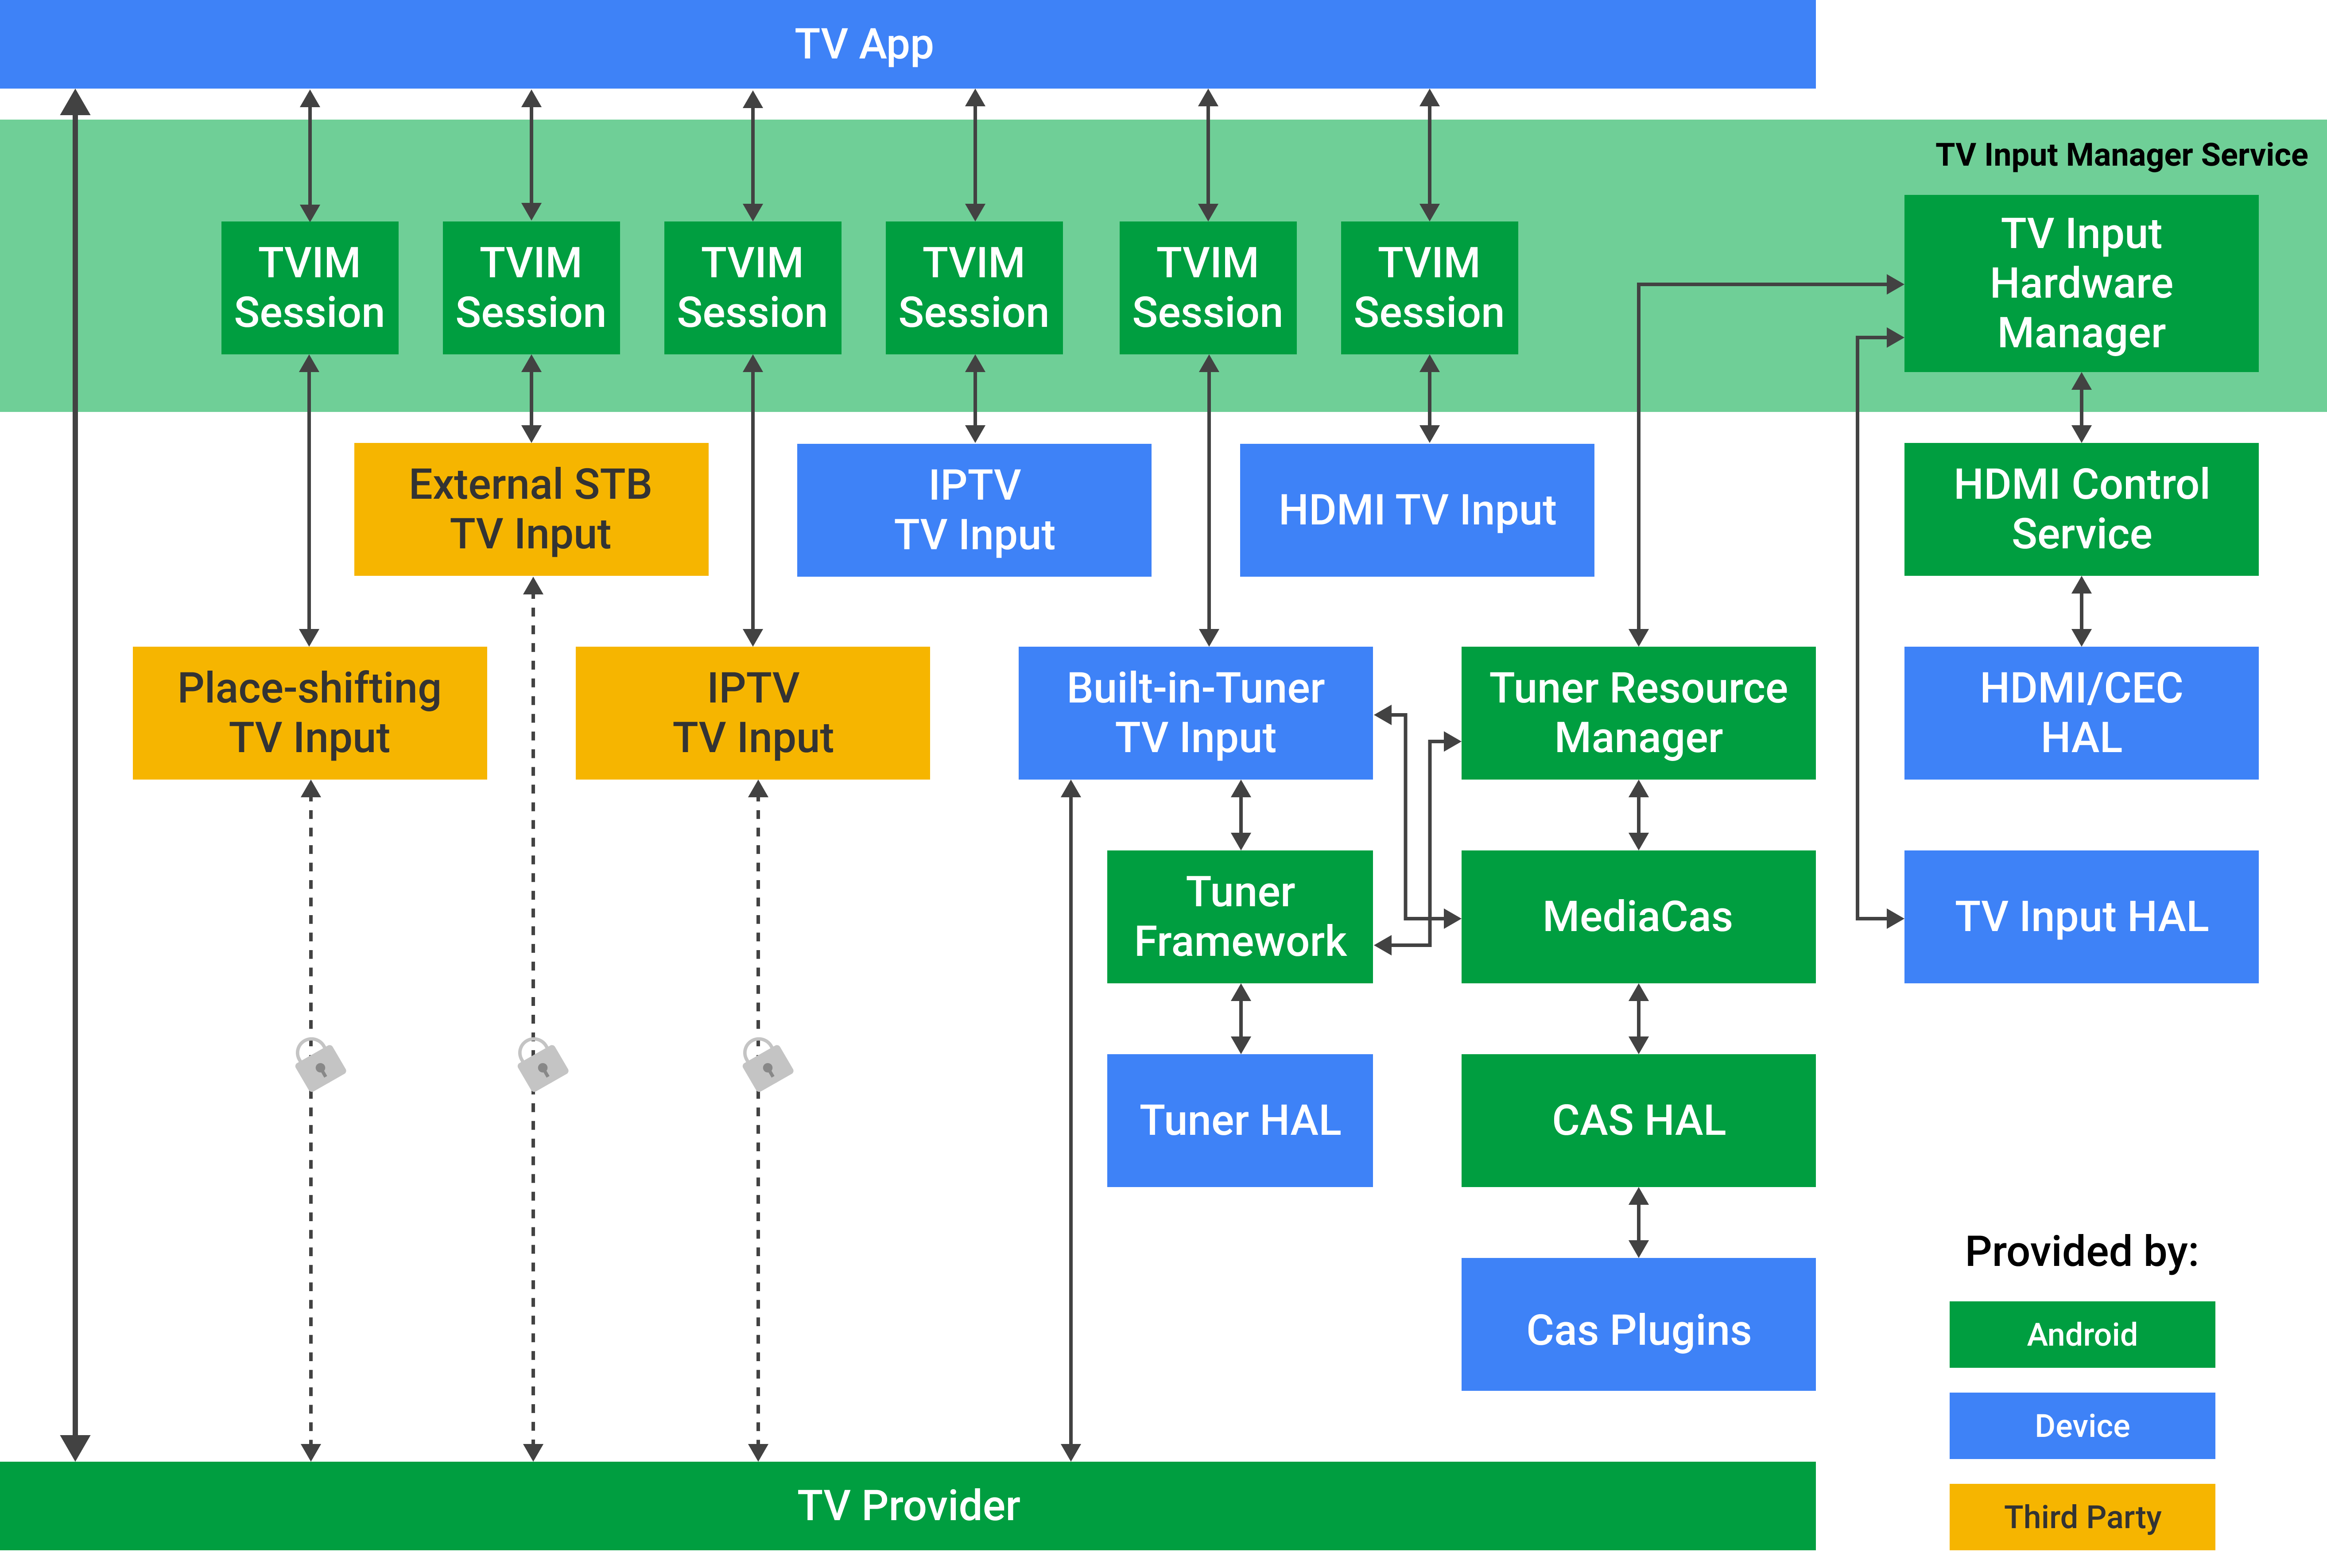 TV App
TV Input Manager Service
TVIM
Session
TVIM
Session
TVIM
Session
TVIM
Session
TVIM
Session
TVIM
Session
TV Input
Hardware
Manager
External STB
TV Input
IPTV
TV Input
HDMI TV Input
HDMI Control
Service
Place-shifting
TV Input
IPTV
TV Input
Built-in-Tuner
TV Input
Tuner Resource
Manager
HDMI/CEC
HAL
Tuner
Framework
MediaCas
TV Input HAL
Tuner HAL
CAS HAL
Cas Plugins
Provided by:
Android
Device
Third Party
TV Provider